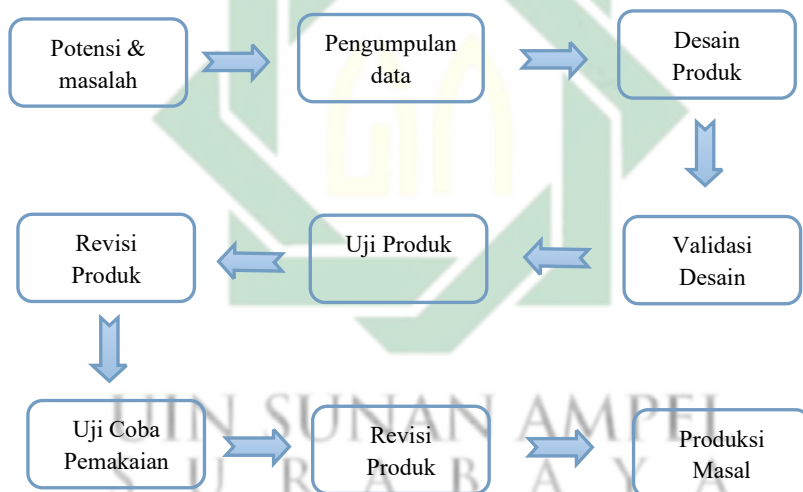 Potensi &
masalah
Pengumpulan
data
Desain
Produk
Validasi
Desain
Uji Produk
Revisi
Produk
Uji Coba
Pemakaian
Revisi
Produk
Produksi
Masal
UIN SUNAN AMPEL
SURABAYA